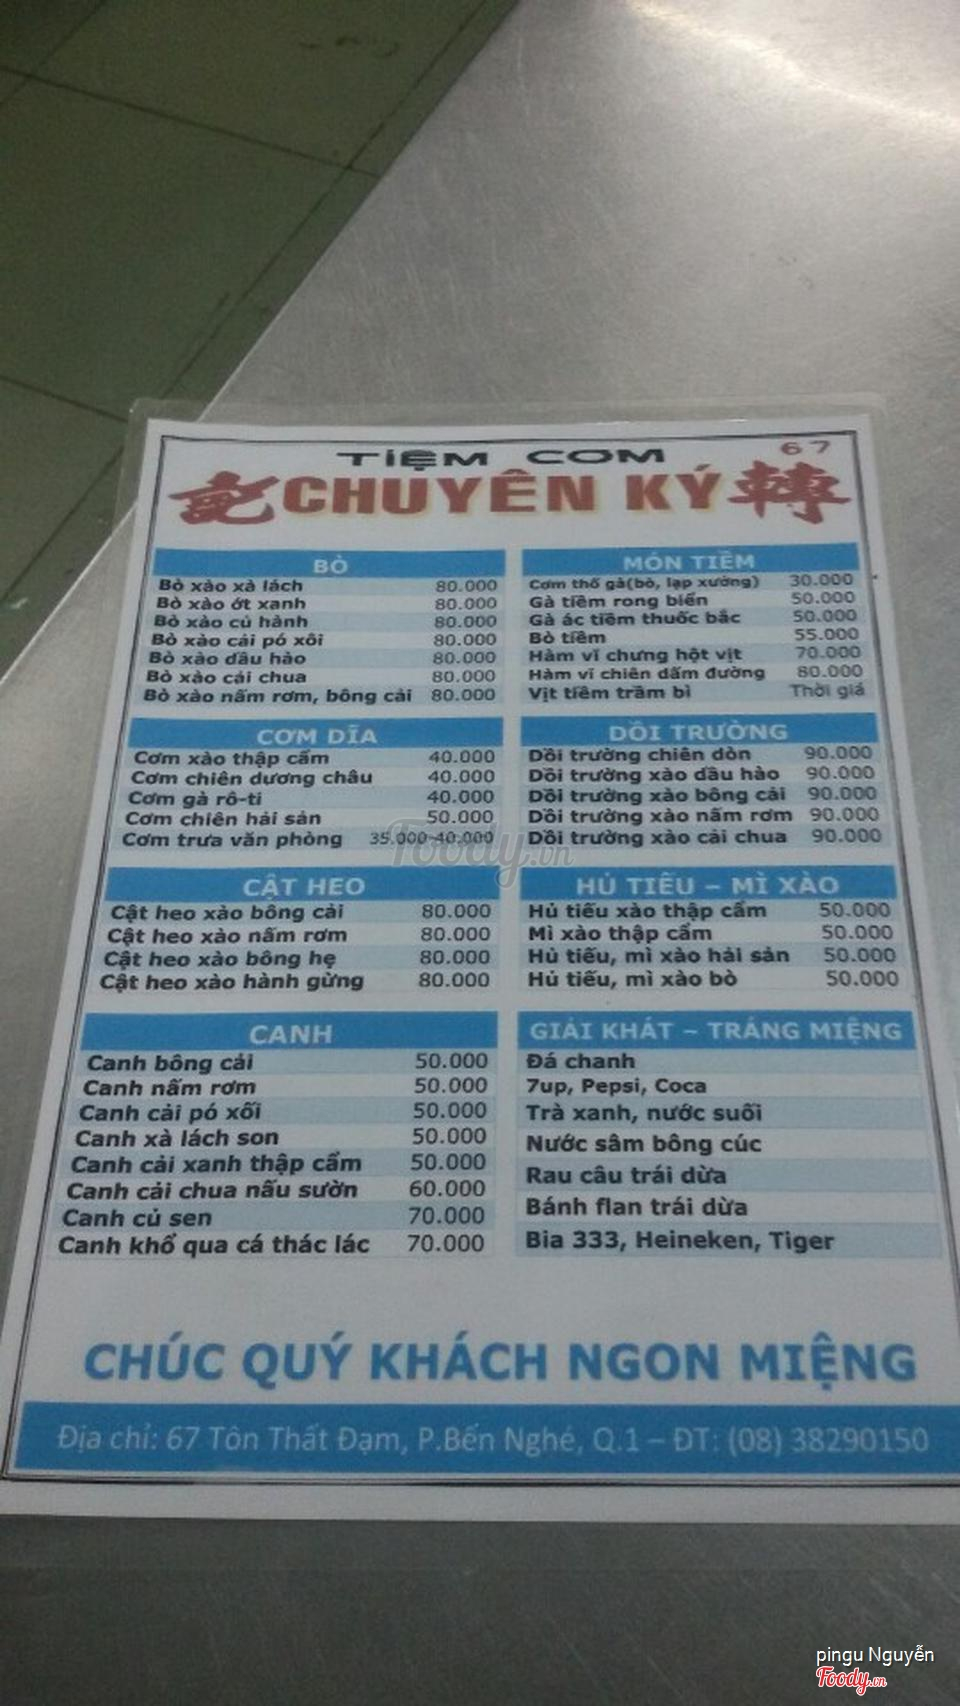 TIỆM CƠM 67
記 CHUYÊN KÝ 轉
BÒ
Bò xào xà lách 80.000
Bò xào ớt xanh 80.000
Bò xào củ hành 80.000
Bò xào cải pó xôi 80.000
Bò xào dầu hào 80.000
Bò xào cải chua 80.000
Bò xào nấm rơm, bông cải 80.000
MÓN TIỀM
Cơm thố gà(bò, lạp xưởng) 30.000
Gà tiềm rong biển 50.000
Gà ác tiềm thuốc bắc 50.000
Bò tiềm 55.000
Hàm vĩ chưng hột vịt 70.000
Hàm vĩ chiên dấm đường 80.000
Vịt tiềm trầm bì Thời giá
CƠM DĨA
Cơm xào thập cẩm 40.000
Cơm chiên dương châu 40.000
Cơm gà rô-ti 40.000
Cơm chiên hải sản 50.000
Cơm trưa văn phòng 35.000-40.000
DỒI TRƯỜNG
Dồi trường chiên dòn 90.000
Dồi trường xào dầu hào 90.000
Dồi trường xào bông cải 90.000
Dồi trường xào nấm rơm 90.000
Dồi trường xào cải chua 90.000
CẬT HEO
Cật heo xào bông cải 80.000
Cật heo xào nấm rơm 80.000
Cật heo xào bông hẹ 80.000
Cật heo xào hành gừng 80.000
HỦ TIẾU – MÌ XÀO
Hủ tiếu xào thập cẩm 50.000
Mì xào thập cẩm 50.000
Hủ tiếu, mì xào hải sản 50.000
Hủ tiếu, mì xào bò 50.000
CANH
Canh bông cải 50.000
Canh nấm rơm 50.000
Canh cải pó xối 50.000
Canh xà lách son 50.000
Canh cải xanh thập cẩm 50.000
Canh cải chua nấu sườn 60.000
Canh củ sen 70.000
Canh khổ qua cá thác lác 70.000
GIẢI KHÁT – TRÁNG MIỆNG
Đá chanh
7up, Pepsi, Coca
Trà xanh, nước suối
Nước sâm bông cúc
Rau câu trái dừa
Bánh flan trái dừa
Bia 333, Heineken, Tiger
Foody.vn
CHÚC QUÝ KHÁCH NGON MIỆNG
Địa chỉ: 67 Tôn Thất Đạm, P.Bến Nghé, Q.1 – ĐT: (08) 38290150
pingu Nguyễn
Foody.vn